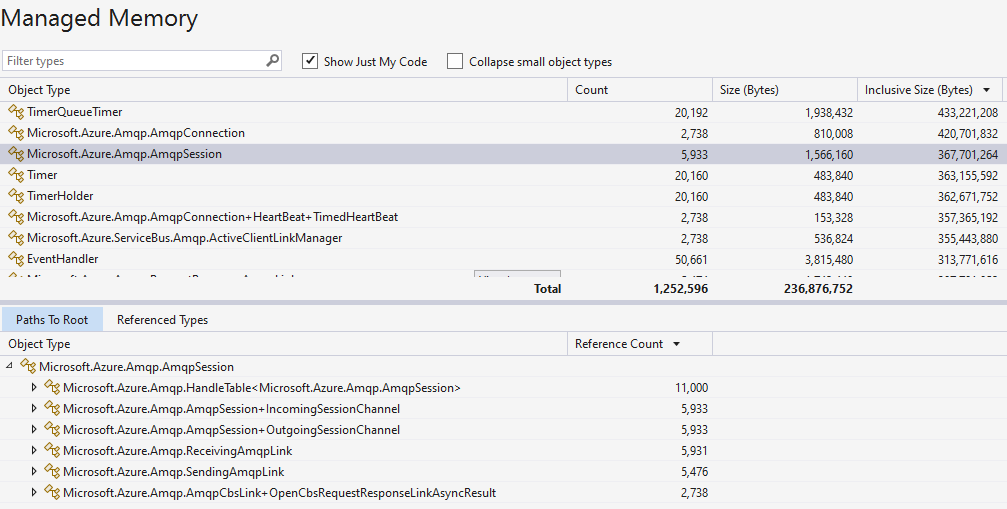 Managed Memory
Filter types Show Just My Code Collapse small object types
Object Type Count Size (Bytes) Inclusive Size (Bytes)
TimerQueueTimer 20,192 1,938,432 433,221,208
Microsoft.Azure.Amqp.AmqpConnection 2,738 810,008 420,701,832
Microsoft.Azure.Amqp.AmqpSession 5,933 1,566,160 367,701,264
Timer 20,160 483,840 363,155,592
TimerHolder 20,160 483,840 362,671,752
Microsoft.Azure.Amqp.AmqpConnection+HeartBeat+TimedHeartBeat 2,738 153,328 357,365,192
Microsoft.Azure.ServiceBus.Amqp.ActiveClientLinkManager 2,738 536,824 355,443,880
EventHandler 50,661 3,815,480 313,771,616
Total 1,252,596 236,876,752
Paths To Root Referenced Types
Object Type Reference Count
Microsoft.Azure.Amqp.AmqpSession
Microsoft.Azure.Amqp.HandleTable<Microsoft.Azure.Amqp.AmqpSession> 11,000
Microsoft.Azure.Amqp.AmqpSession+IncomingSessionChannel 5,933
Microsoft.Azure.Amqp.AmqpSession+OutgoingSessionChannel 5,933
Microsoft.Azure.Amqp.ReceivingAmqpLink 5,931
Microsoft.Azure.Amqp.SendingAmqpLink 5,476
Microsoft.Azure.Amqp.AmqpCbsLink+OpenCbsRequestResponseLinkAsyncResult 2,738